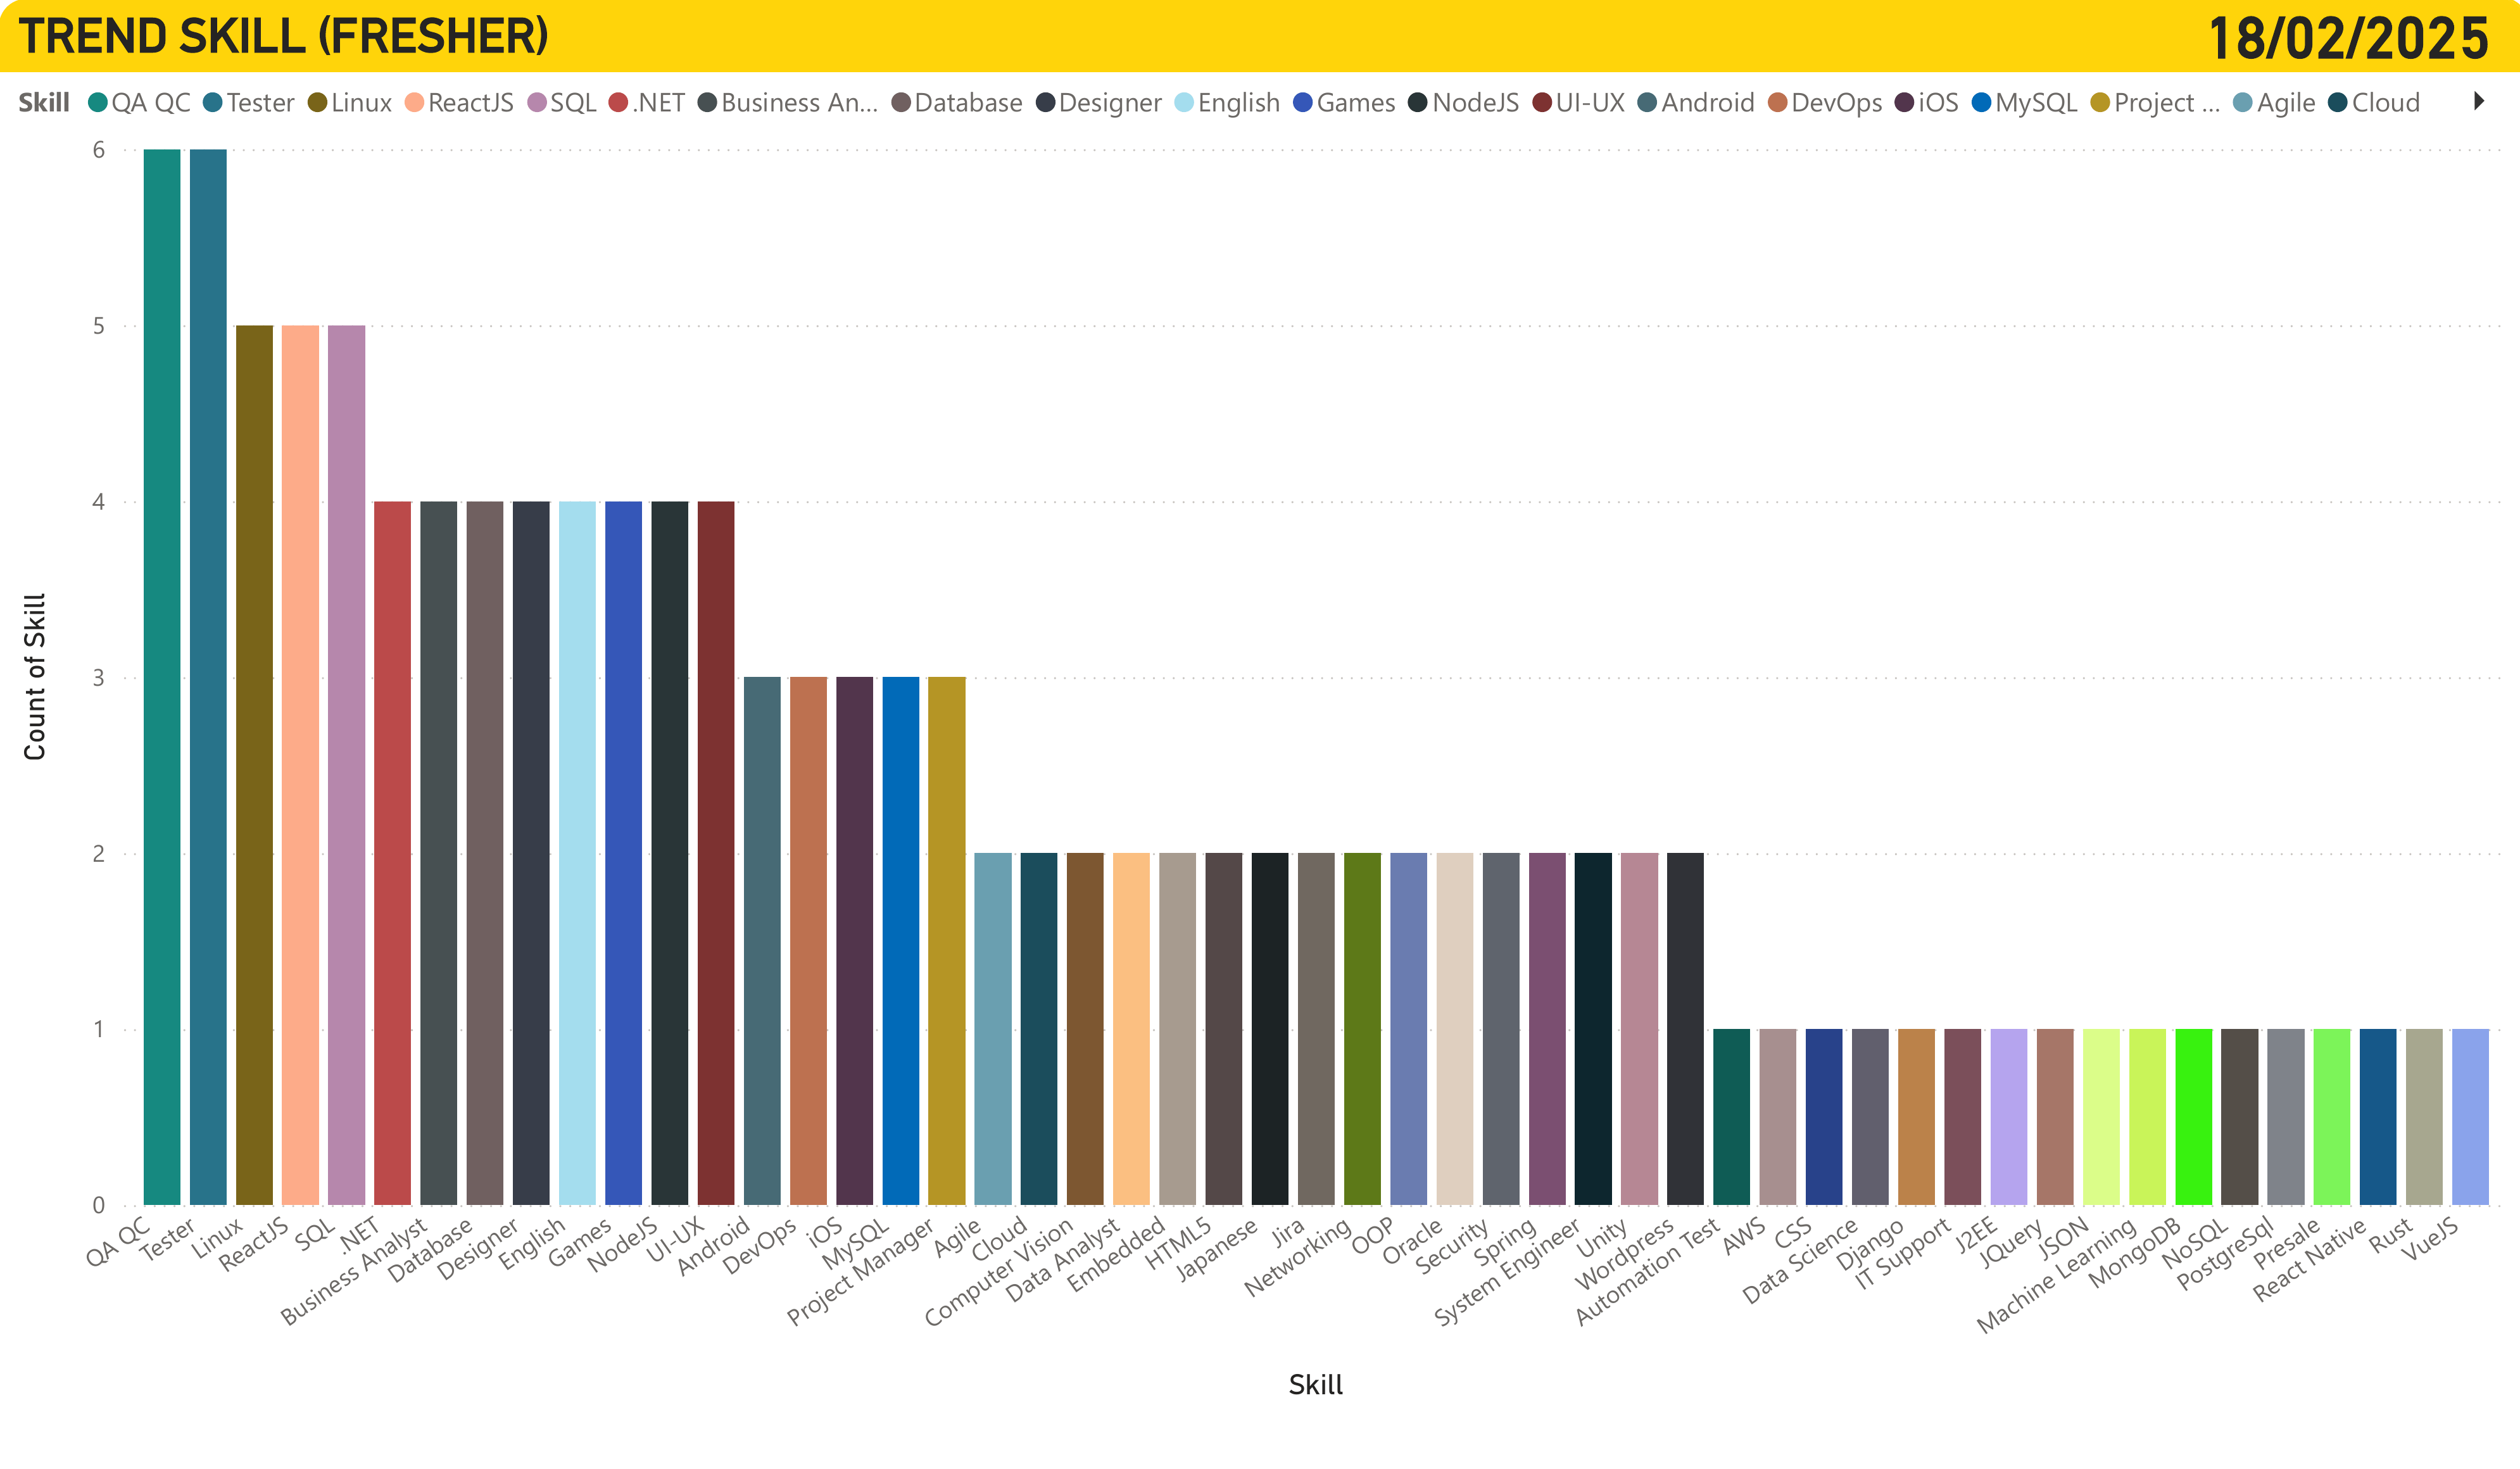 TREND SKILL (FRESHER)
18/02/2025
Skill QA QC Tester Linux ReactJS SQL .NET Business An... Database Designer English Games NodeJS UI-UX Android DevOps iOS MySQL Project ... Agile Cloud
6
5
4
3
2
1
0
Count of Skill
QA QC
Tester
Linux
ReactJS
SQL
.NET
Business Analyst
Database
Designer
English
Games
NodeJS
UI-UX
Android
DevOps
iOS
MySQL
Project Manager
Agile
Cloud
Computer Vision
Data Analyst
Embedded
HTML5
Japanese
Jira
Networking
OOP
Oracle
Security
Spring
System Engineer
Unity
Wordpress
Automation Test
AWS
CSS
Data Science
Django
IT Support
J2EE
JQuery
JSON
Machine Learning
MongoDB
NoSQL
PostgreSql
Presale
React Native
Rust
VueJS
Skill